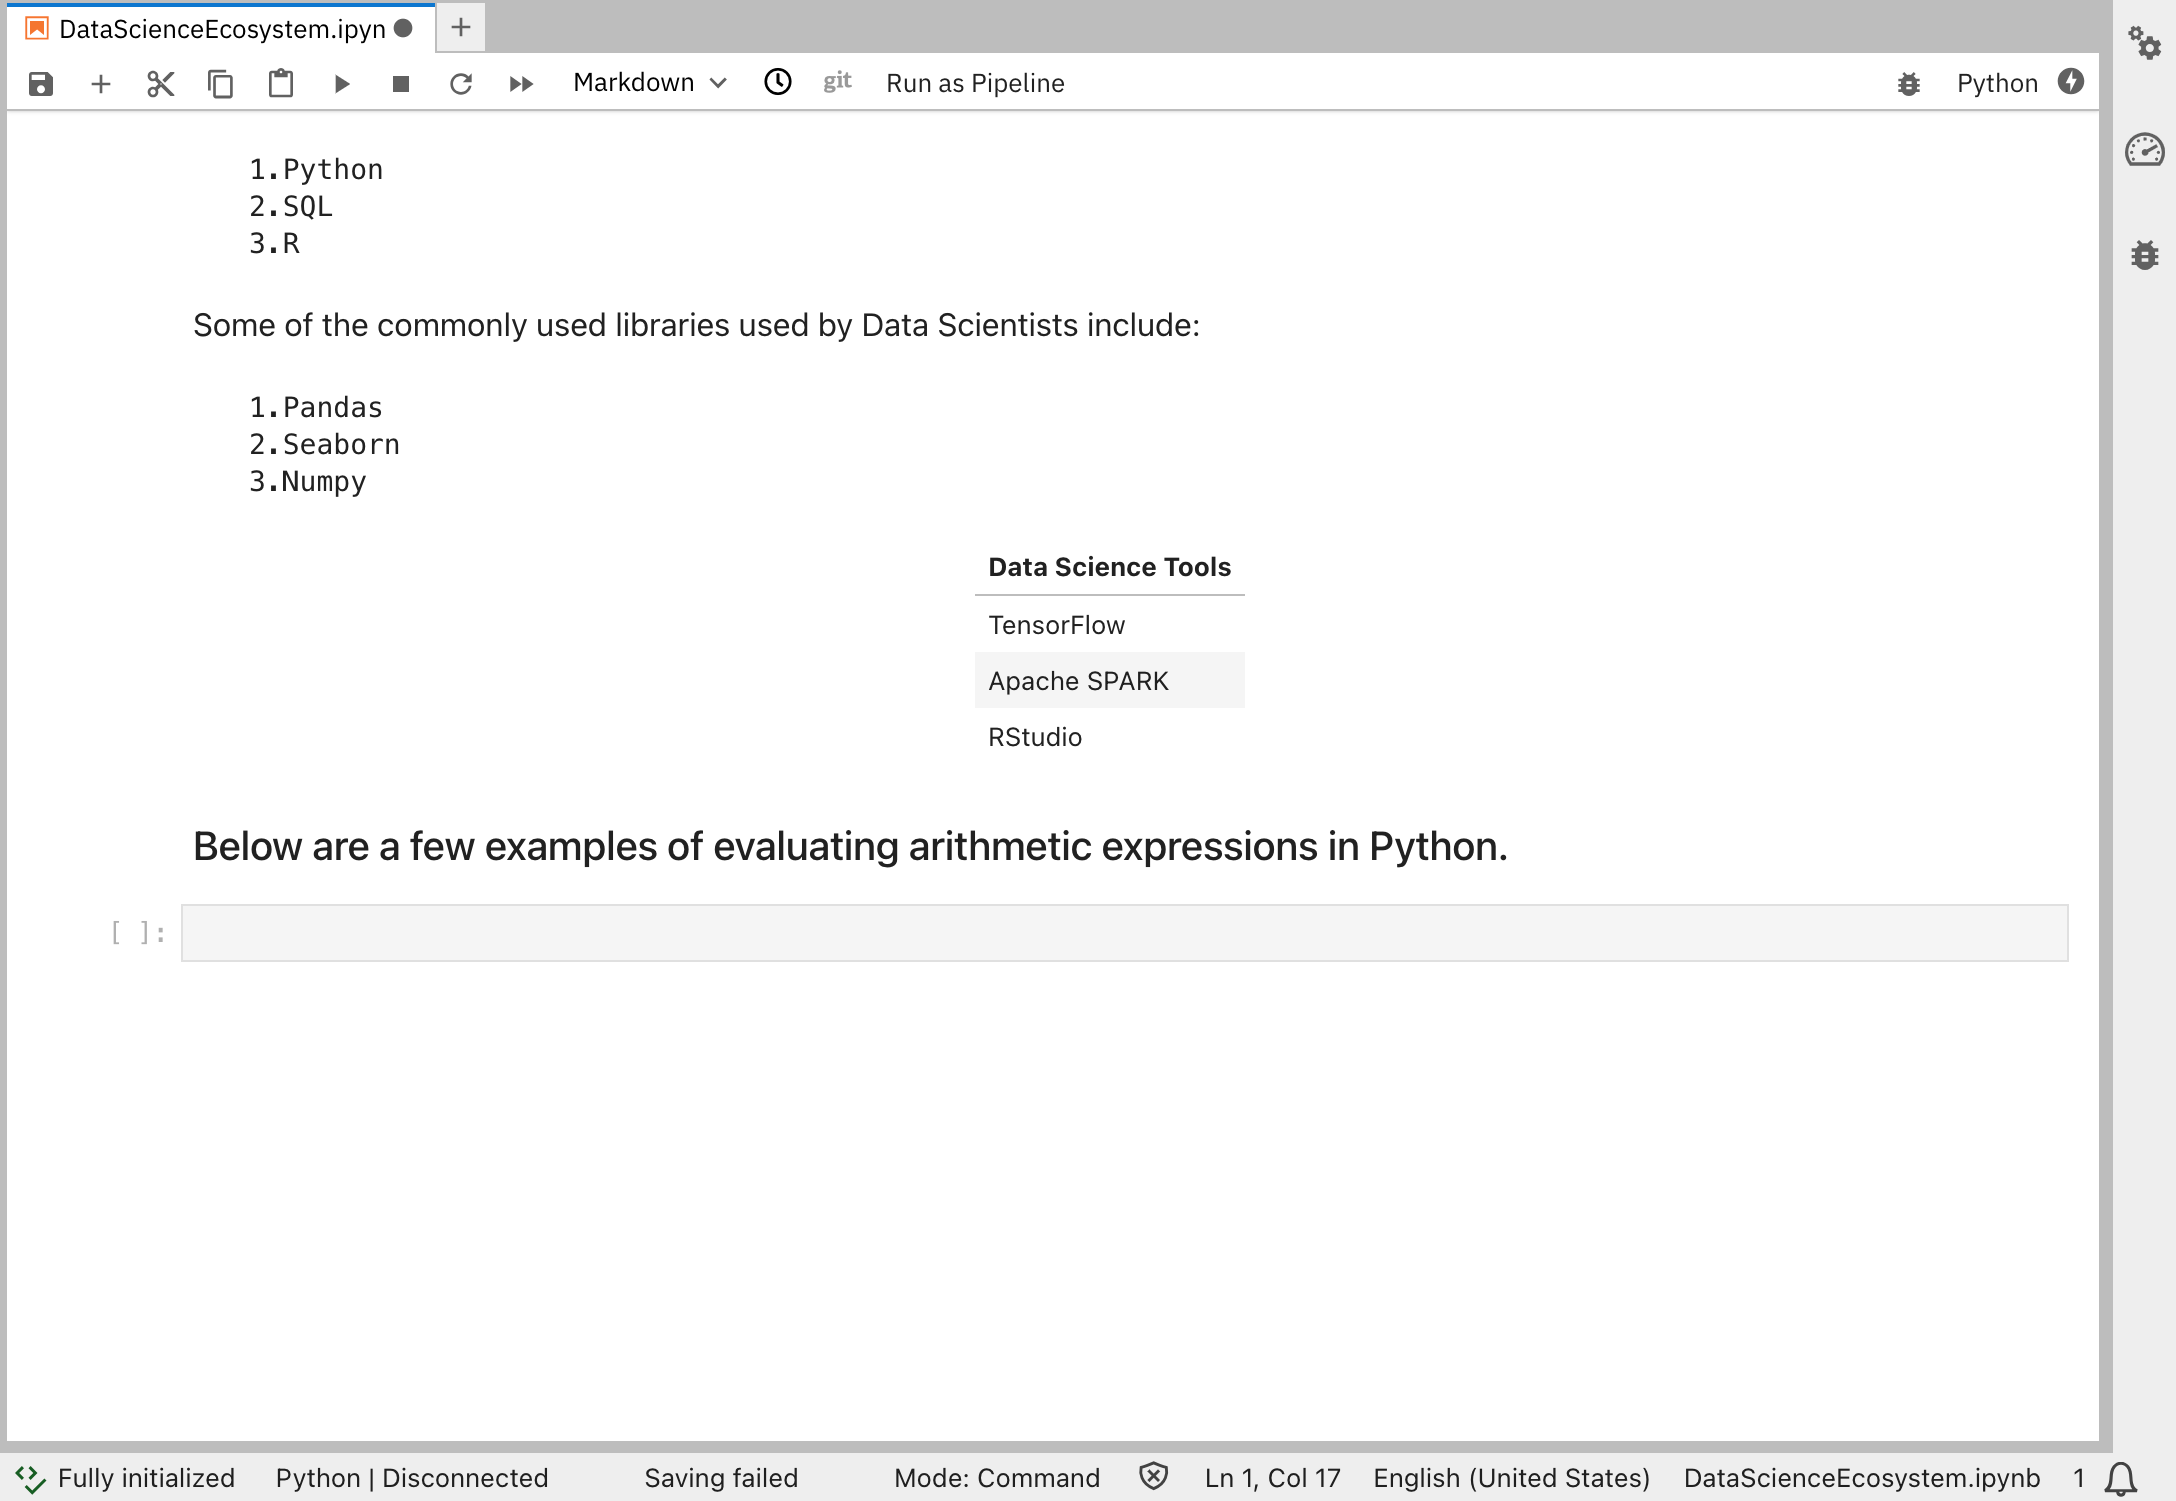 DataScienceEcosystem.ipyn
Markdown git Run as Pipeline Python
1.Python
2.SQL
3.R
Some of the commonly used libraries used by Data Scientists include:
1.Pandas
2.Seaborn
3.Numpy
Data Science Tools
TensorFlow
Apache SPARK
RStudio
Below are a few examples of evaluating arithmetic expressions in Python.
[ ]:
Fully initialized Python | Disconnected Saving failed Mode: Command Ln 1, Col 17 English (United States) DataScienceEcosystem.ipynb 1